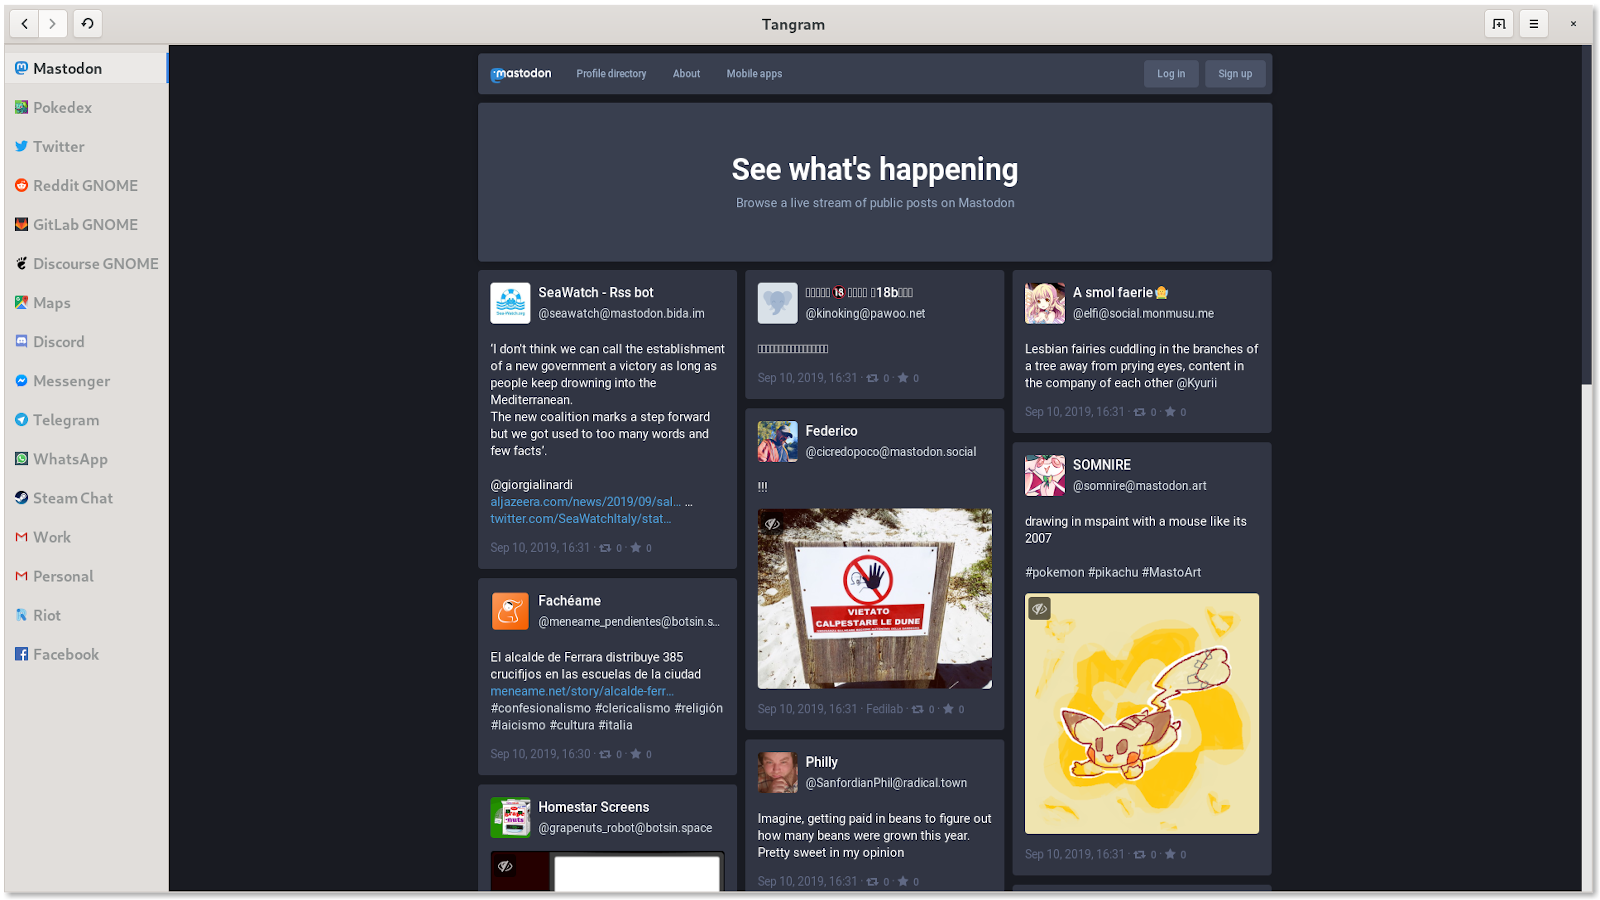 Tangram
Mastodon
Pokedex
Twitter
Reddit GNOME
GitLab GNOME
Discourse GNOME
Maps
Discord
Messenger
Telegram
WhatsApp
Steam Chat
Work
Personal
Riot
Facebook
mastodon Profile directory About Mobile apps Log in Sign up
See what's happening
Browse a live stream of public posts on Mastodon
SeaWatch - Rss bot
@seawatch@mastodon.bida.im
'I don't think we can call the establishment
of a new government a victory as long as
people keep drowning into the
Mediterranean.
The new coalition marks a step forward
but we got used to too many words and
few facts'.
@giorgialinardi
aljazeera.com/news/2019/09/sal… …
twitter.com/SeaWatchItaly/stat…
Sep 10, 2019, 16:31 · 0 · 0
Fachéame
@meneame_pendientes@botsin.s…
El alcalde de Ferrara distribuye 385
crucifijos en las escuelas de la ciudad
meneame.net/story/alcalde-ferr…
#confesionalismo #clericalismo #religión
#laicismo #cultura #italia
Sep 10, 2019, 16:30 · 0 · 0
Homestar Screens
@grapenuts_robot@botsin.space
🔞 18b
@kinoking@pawoo.net
Sep 10, 2019, 16:31 · 0 · 0
Federico
@cicredopoco@mastodon.social
!!!
VIETATO
CALPESTARE LE DUNE
Sep 10, 2019, 16:31 · Fedilab · 0 · 0
Philly
@SanfordianPhil@radical.town
Imagine, getting paid in beans to figure out
how many beans were grown this year.
Pretty sweet in my opinion
Sep 10, 2019, 16:31 · 0 · 0
A smol faerie
@elfi@social.monmusu.me
Lesbian fairies cuddling in the branches of
a tree away from prying eyes, content in
the company of each other @Kyurii
Sep 10, 2019, 16:31 · 0 · 0
SOMNIRE
@somnire@mastodon.art
drawing in mspaint with a mouse like its
2007
#pokemon #pikachu #MastoArt
Sep 10, 2019, 16:31 · 0 · 0